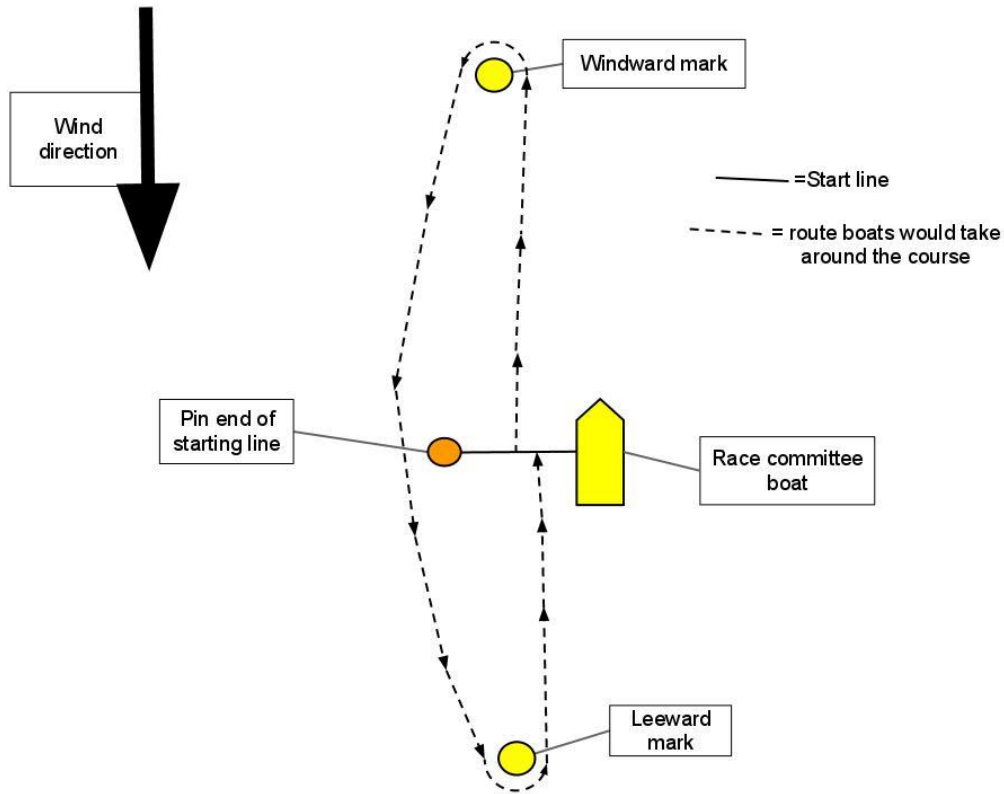 Windward mark
Wind
direction
=Start line
= route boats would take
around the course
Pin end of
starting line
Race committee
boat
Leeward
mark